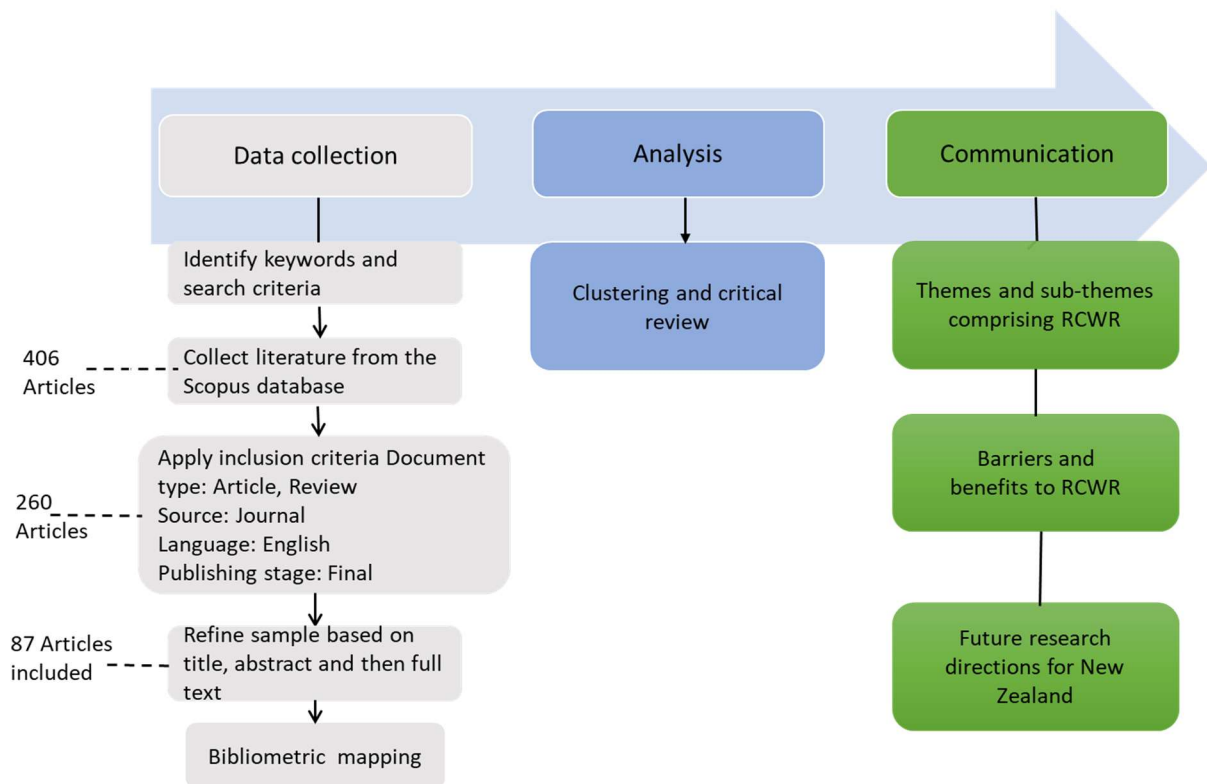 Data collection
Identify keywords and
search criteria
406
Articles
Collect literature from the
Scopus database
260
Articles
Apply inclusion criteria Document
type: Article, Review
Source: Journal
Language: English
Publishing stage: Final
87 Articles
included
Refine sample based on
title, abstract and then full
text
Bibliometric mapping
Analysis
Clustering and critical
review
Communication
Themes and sub-themes
comprising RCWR
Barriers and
benefits to RCWR
Future research
directions for New
Zealand